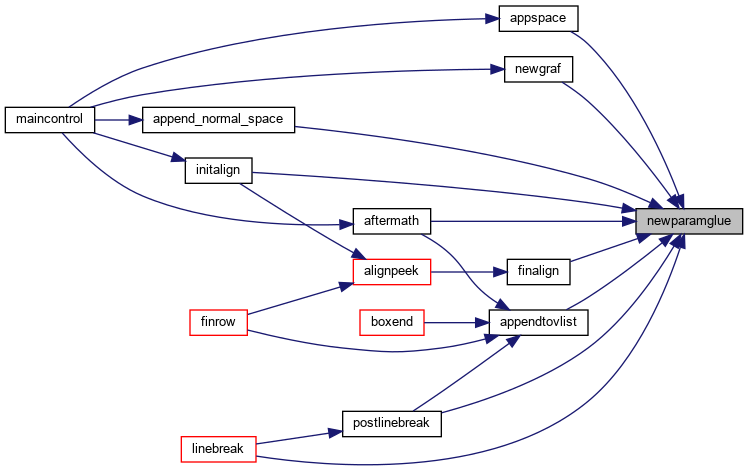 appspace
newgraf
maincontrol
append_normal_space
initalign
aftermath
newparamglue
alignpeek
finalign
finrow
boxend
appendtovlist
postlinebreak
linebreak